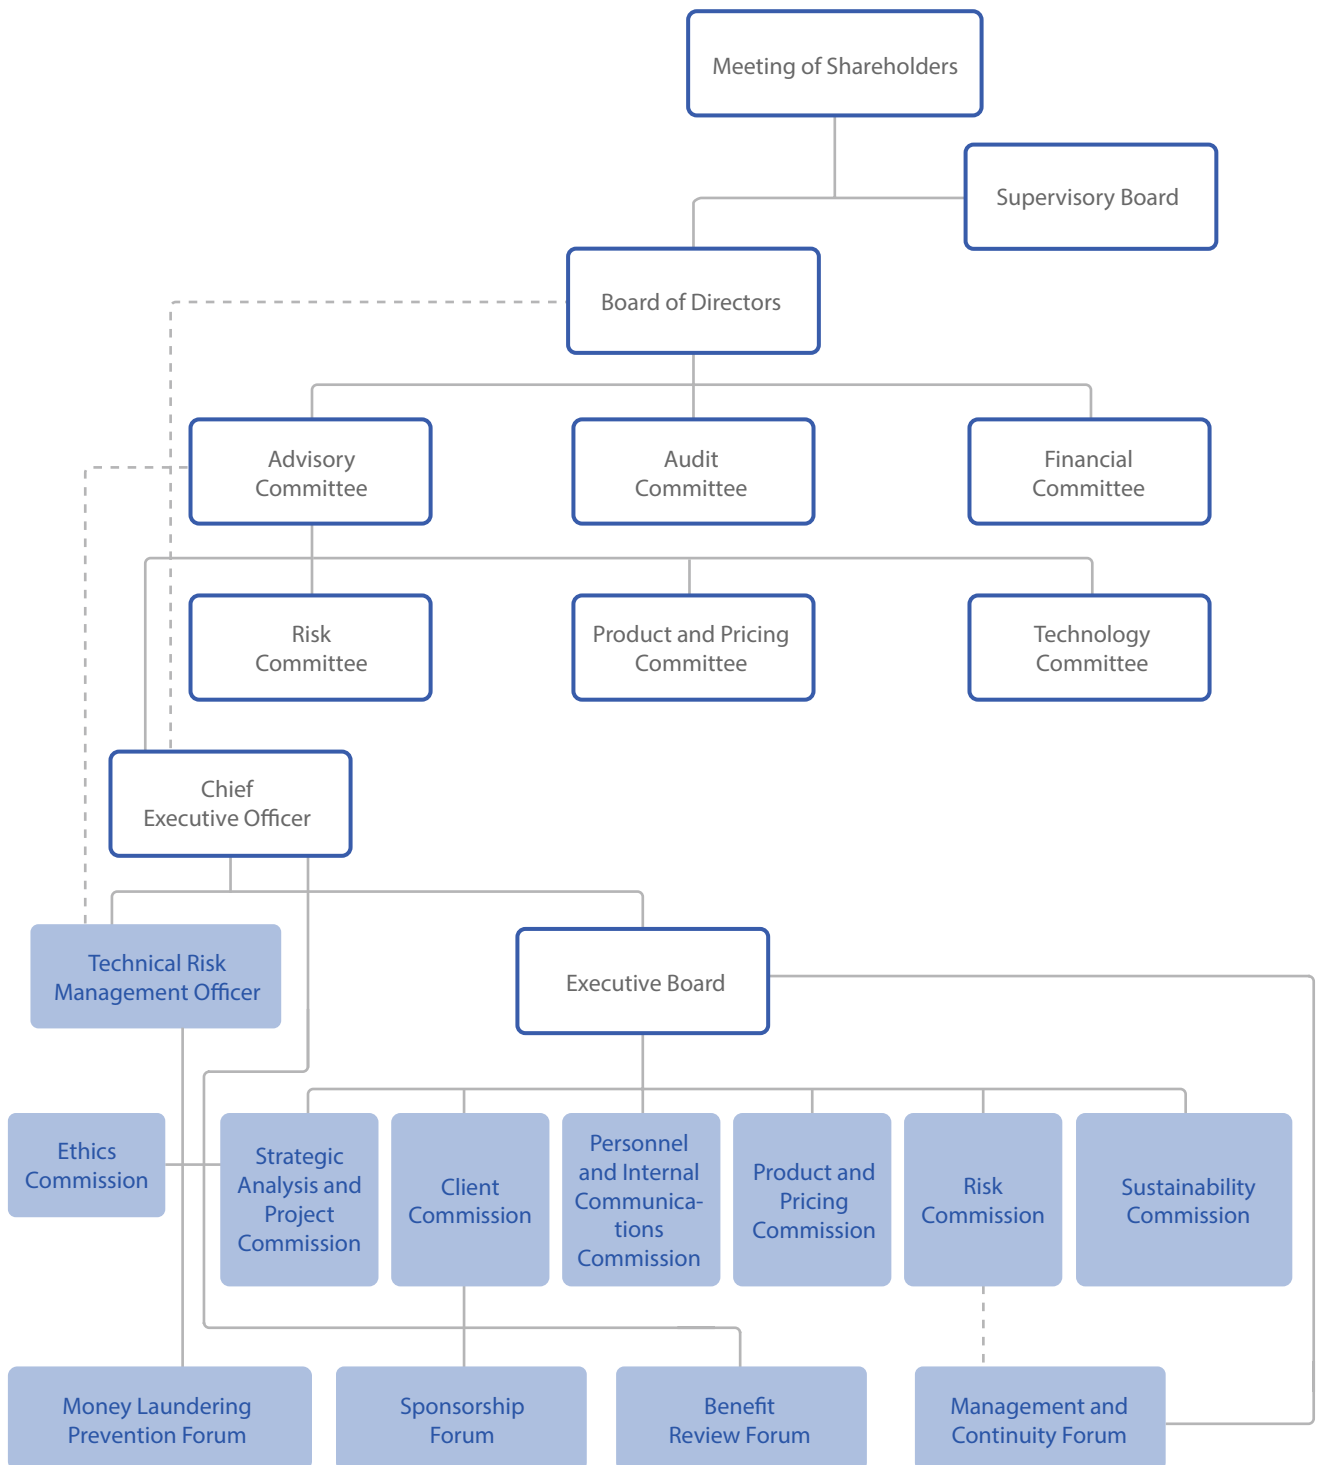 Meeting of Shareholders
Supervisory Board
Board of Directors
Advisory
Committee
Audit
Committee
Financial
Committee
Risk
Committee
Product and Pricing
Committee
Technology
Committee
Chief
Executive Officer
Technical Risk
Management Officer
Executive Board
Ethics
Commission
Strategic
Analysis and
Project
Commission
Client
Commission
Personnel
and Internal
Communica-
tions
Commission
Product and
Pricing
Commission
Risk
Commission
Sustainability
Commission
Money Laundering
Prevention Forum
Sponsorship
Forum
Benefit
Review Forum
Management and
Continuity Forum